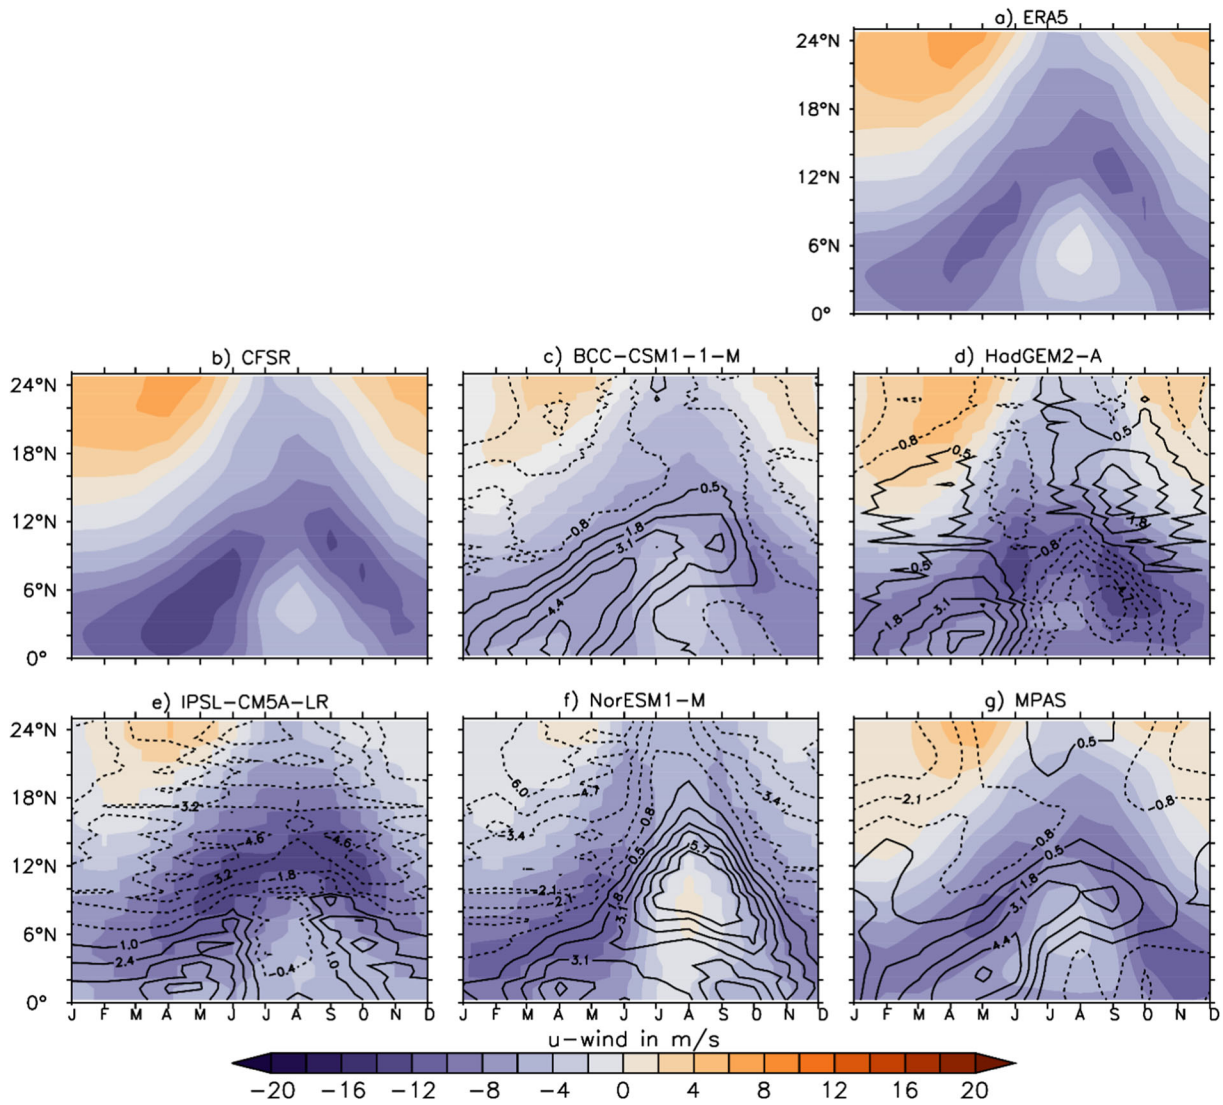 a) ERA5
24°N
18°N
12°N
6°N
0°
b) CFSR
c) BCC-CSM1-1-M
d) HadGEM2-A
24°N
18°N
12°N
6°N
0°
0.5
-0.8
3.1
1.8
4.4
-0.8
0.5
0.5
-1.8
-0.8
0.5
1.8
3.1
e) IPSL-CM5A-LR
f) NorESM1-M
g) MPAS
24°N
18°N
12°N
6°N
0°
3.2
-4.6
4.6
3.2
1.8
1.0
2.4
-0.4
1.0
-6.0
-4.7
-3.4
-3.4
0.8
0.5
5.7
-2.1
2.1
1.8
3.1
3.1
0.5
-2.1
-0.8
0.8
0.5
1.8
3.1
4.4
J F M A M J J A S O N D
J F M A M J J A S O N D
J F M A M J J A S O N D
u-wind in m/s
-20 -16 -12 -8 -4 0 4 8 12 16 20